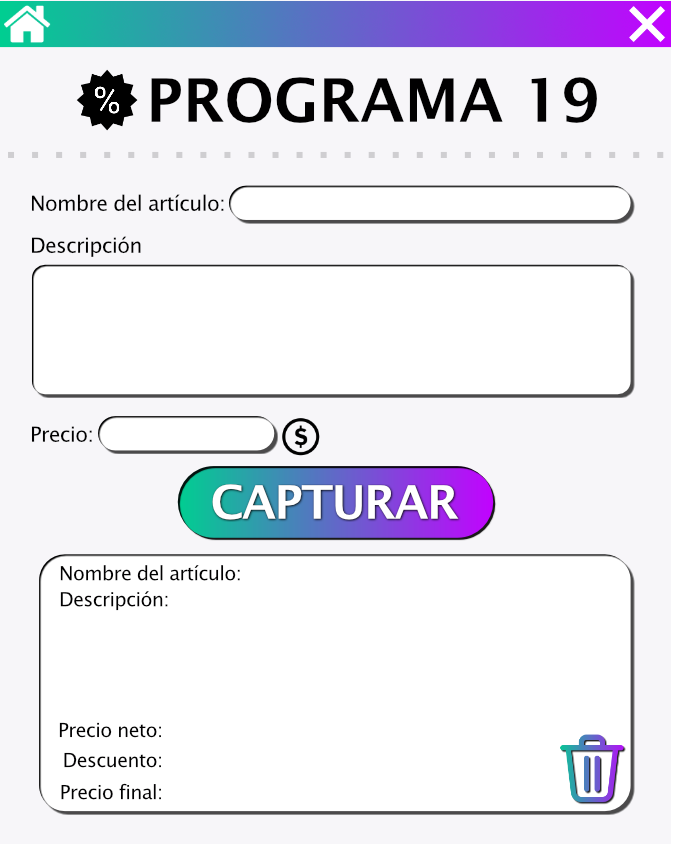 % PROGRAMA 19
Nombre del artículo:
Descripción
Precio: $
CAPTURAR
Nombre del artículo:
Descripción:
Precio neto:
Descuento:
Precio final: